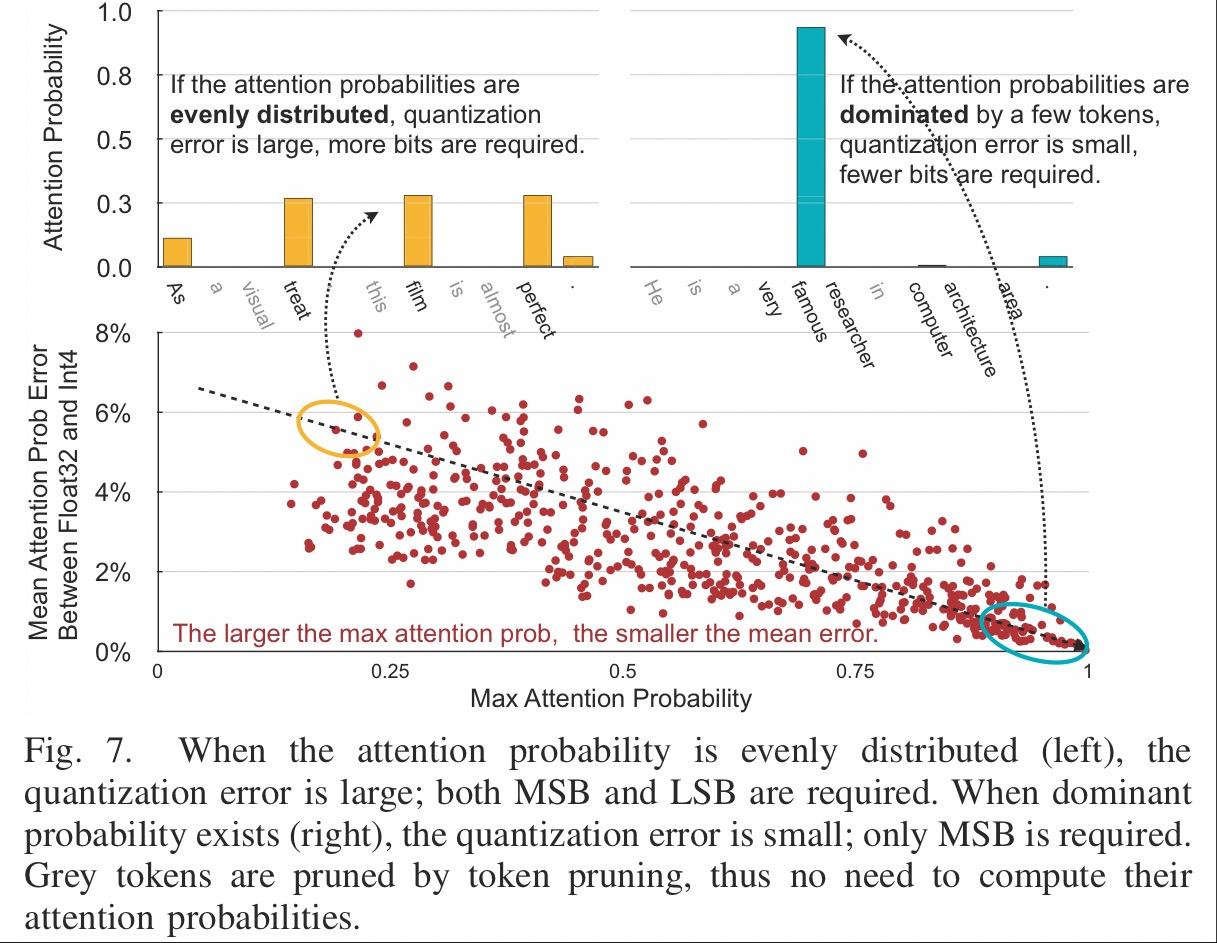 Attention Probability
1.0
0.8
0.5
0.3
0.0
If the attention probabilities are
evenly distributed, quantization
error is large, more bits are required.
If the attention probabilities are
dominated by a few tokens,
quantization error is small,
fewer bits are required.
As
a
visual
treat
,
this
film
is
almost
perfect
.
He
is
a
very
famous
researcher
in
computer
architecture
area
.
Mean Attention Prob Error
Between Float32 and Int4
8%
6%
4%
2%
0%
The larger the max attention prob,  the smaller the mean error.
0
0.25
0.5
0.75
1
Max Attention Probability
Fig. 7. When the attention probability is evenly distributed (left), the
quantization error is large; both MSB and LSB are required. When dominant
probability exists (right), the quantization error is small; only MSB is required.
Grey tokens are pruned by token pruning, thus no need to compute their
attention probabilities.